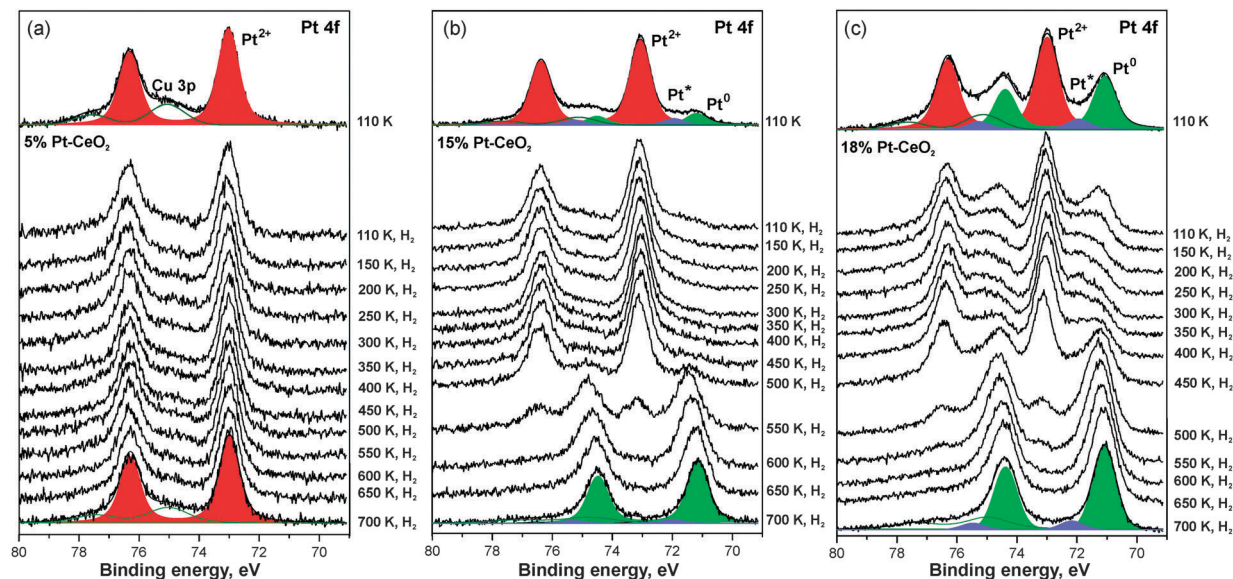 (a)
Pt 4f
Pt2+
Cu 3p
110 K
5% Pt-CeO2
110 K, H2
150 K, H2
200 K, H2
250 K, H2
300 K, H2
350 K, H2
400 K, H2
450 K, H2
500 K, H2
550 K, H2
600 K, H2
650 K, H2
700 K, H2
80 78 76 74 72 70
Binding energy, eV
(b)
Pt 4f
Pt2+
Pt*
Pt0
110 K
15% Pt-CeO2
110 K, H2
150 K, H2
200 K, H2
250 K, H2
300 K, H2
350 K, H2
400 K, H2
450 K, H2
500 K, H2
550 K, H2
600 K, H2
650 K, H2
700 K, H2
80 78 76 74 72 70
Binding energy, eV
(c)
Pt 4f
Pt2+
Pt*
Pt0
110 K
18% Pt-CeO2
110 K, H2
150 K, H2
200 K, H2
250 K, H2
300 K, H2
350 K, H2
400 K, H2
450 K, H2
500 K, H2
550 K, H2
600 K, H2
650 K, H2
700 K, H2
80 78 76 74 72 70
Binding energy, eV